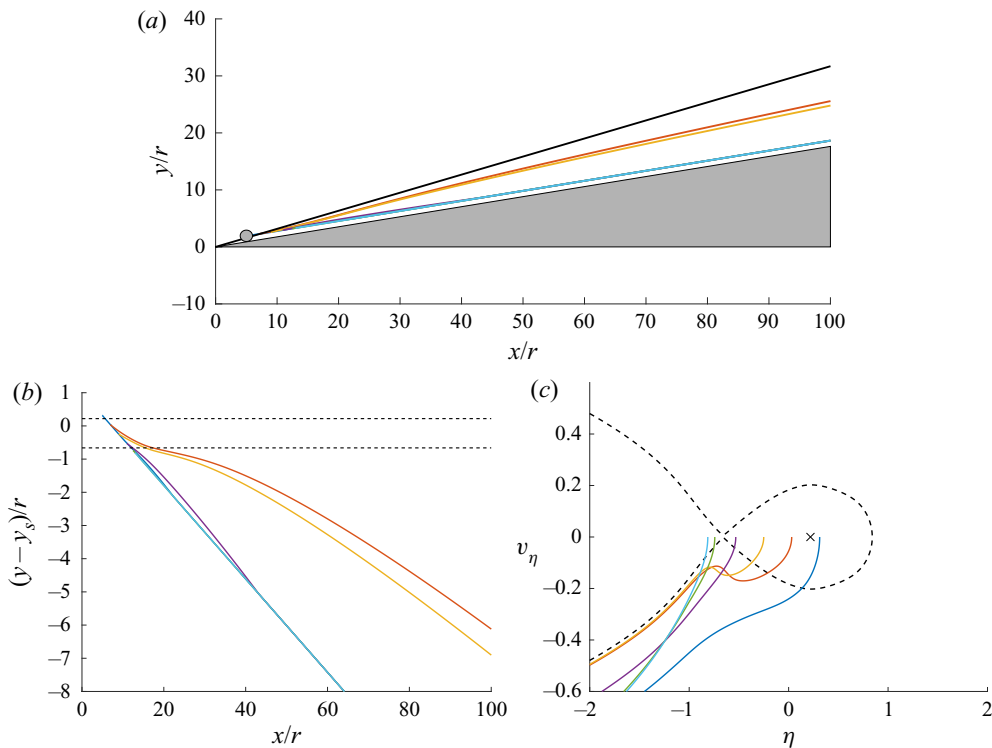 (a)
40
30
20
10
0
–10
y/r
0 10 20 30 40 50 60 70 80 90 100
x/r
(b)
1
0
–1
–2
–3
–4
–5
–6
–7
–8
(y – y_s)/r
0 20 40 60 80 100
x/r
(c)
0.4
0.2
0
–0.2
–0.4
–0.6
v_η
–2 –1 0 1 2
η